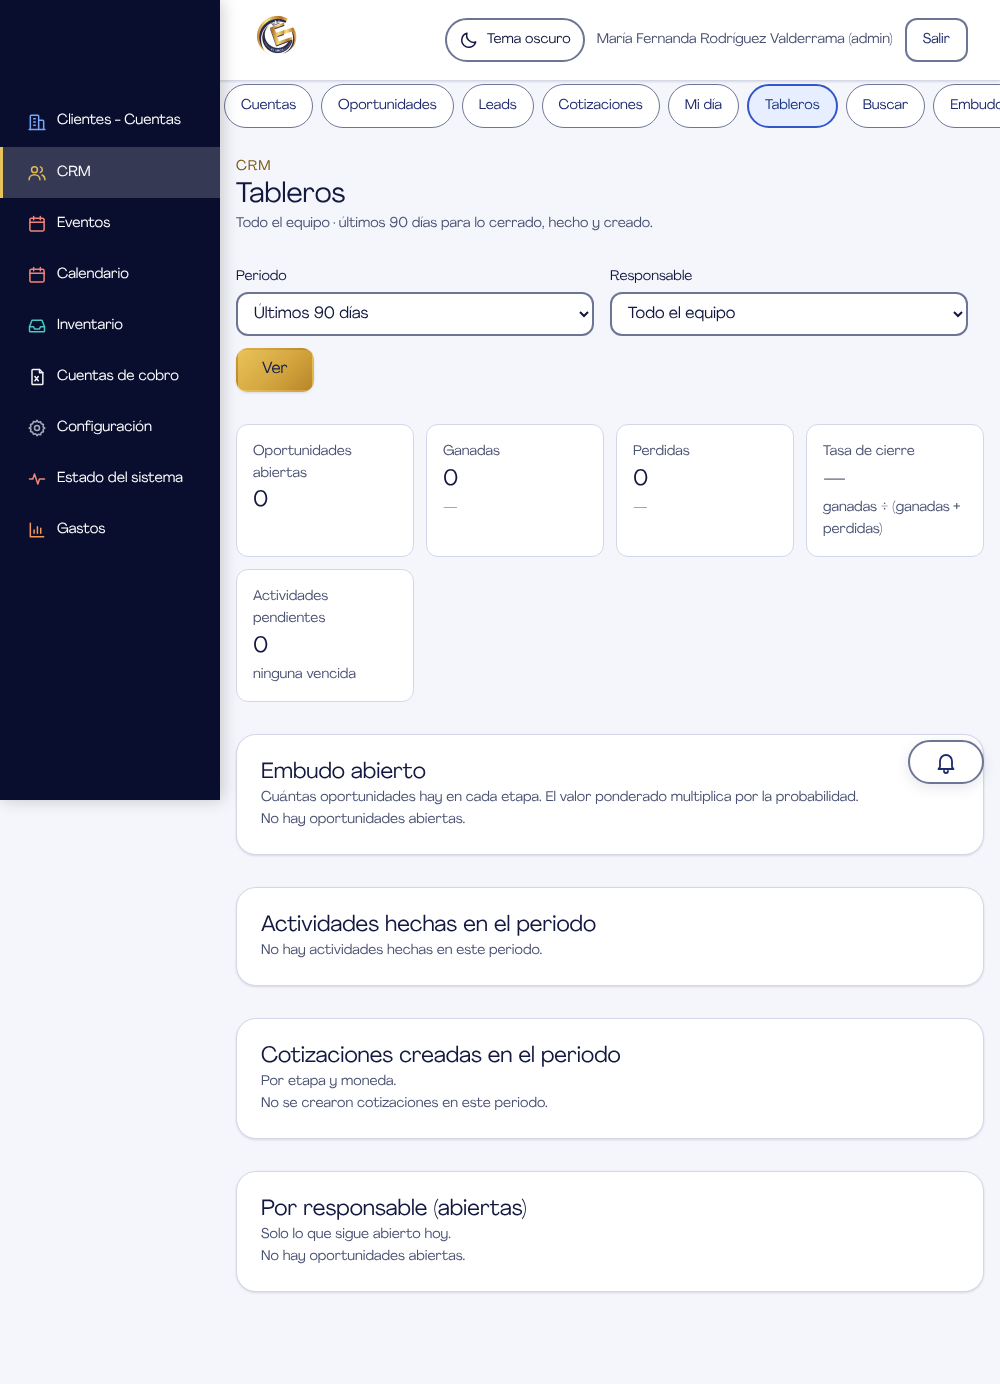 Tema oscuro
María Fernanda Rodríguez Valderrama (admin)
Salir
Clientes - Cuentas
CRM
Eventos
Calendario
Inventario
Cuentas de cobro
Configuración
Estado del sistema
Gastos
Cuentas
Oportunidades
Leads
Cotizaciones
Mi día
Tableros
Buscar
Embudo
CRM
Tableros
Todo el equipo · últimos 90 días para lo cerrado, hecho y creado.
Periodo
Responsable
Últimos 90 días
Todo el equipo
Ver
Oportunidades
abiertas
0
Ganadas
0
—
Perdidas
0
—
Tasa de cierre
—
ganadas ÷ (ganadas +
perdidas)
Actividades
pendientes
0
ninguna vencida
Embudo abierto
Cuántas oportunidades hay en cada etapa. El valor ponderado multiplica por la probabilidad.
No hay oportunidades abiertas.
Actividades hechas en el periodo
No hay actividades hechas en este periodo.
Cotizaciones creadas en el periodo
Por etapa y moneda.
No se crearon cotizaciones en este periodo.
Por responsable (abiertas)
Solo lo que sigue abierto hoy.
No hay oportunidades abiertas.